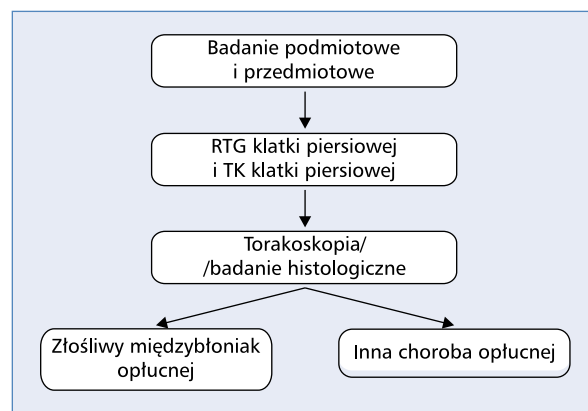 Badanie podmiotowe
i przedmiotowe
RTG klatki piersiowej
i TK klatki piersiowej
Torakoskopia/
/badanie histologiczne
Złośliwy międzybłoniak
opłucnej
Inna choroba opłucnej